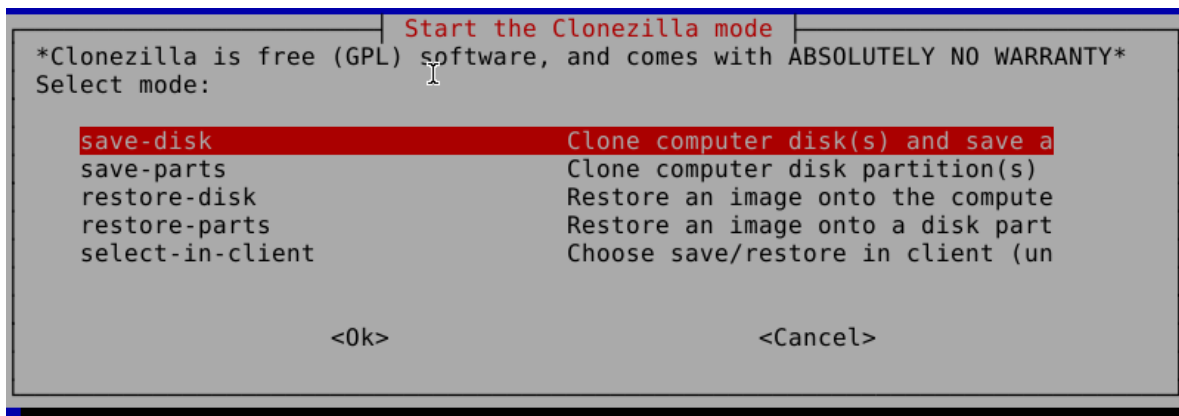 Start the Clonezilla mode
*Clonezilla is free (GPL) software, and comes with ABSOLUTELY NO WARRANTY*
Select mode:
save-disk Clone computer disk(s) and save a
save-parts Clone computer disk partition(s)
restore-disk Restore an image onto the compute
restore-parts Restore an image onto a disk part
select-in-client Choose save/restore in client (un
<Ok> <Cancel>